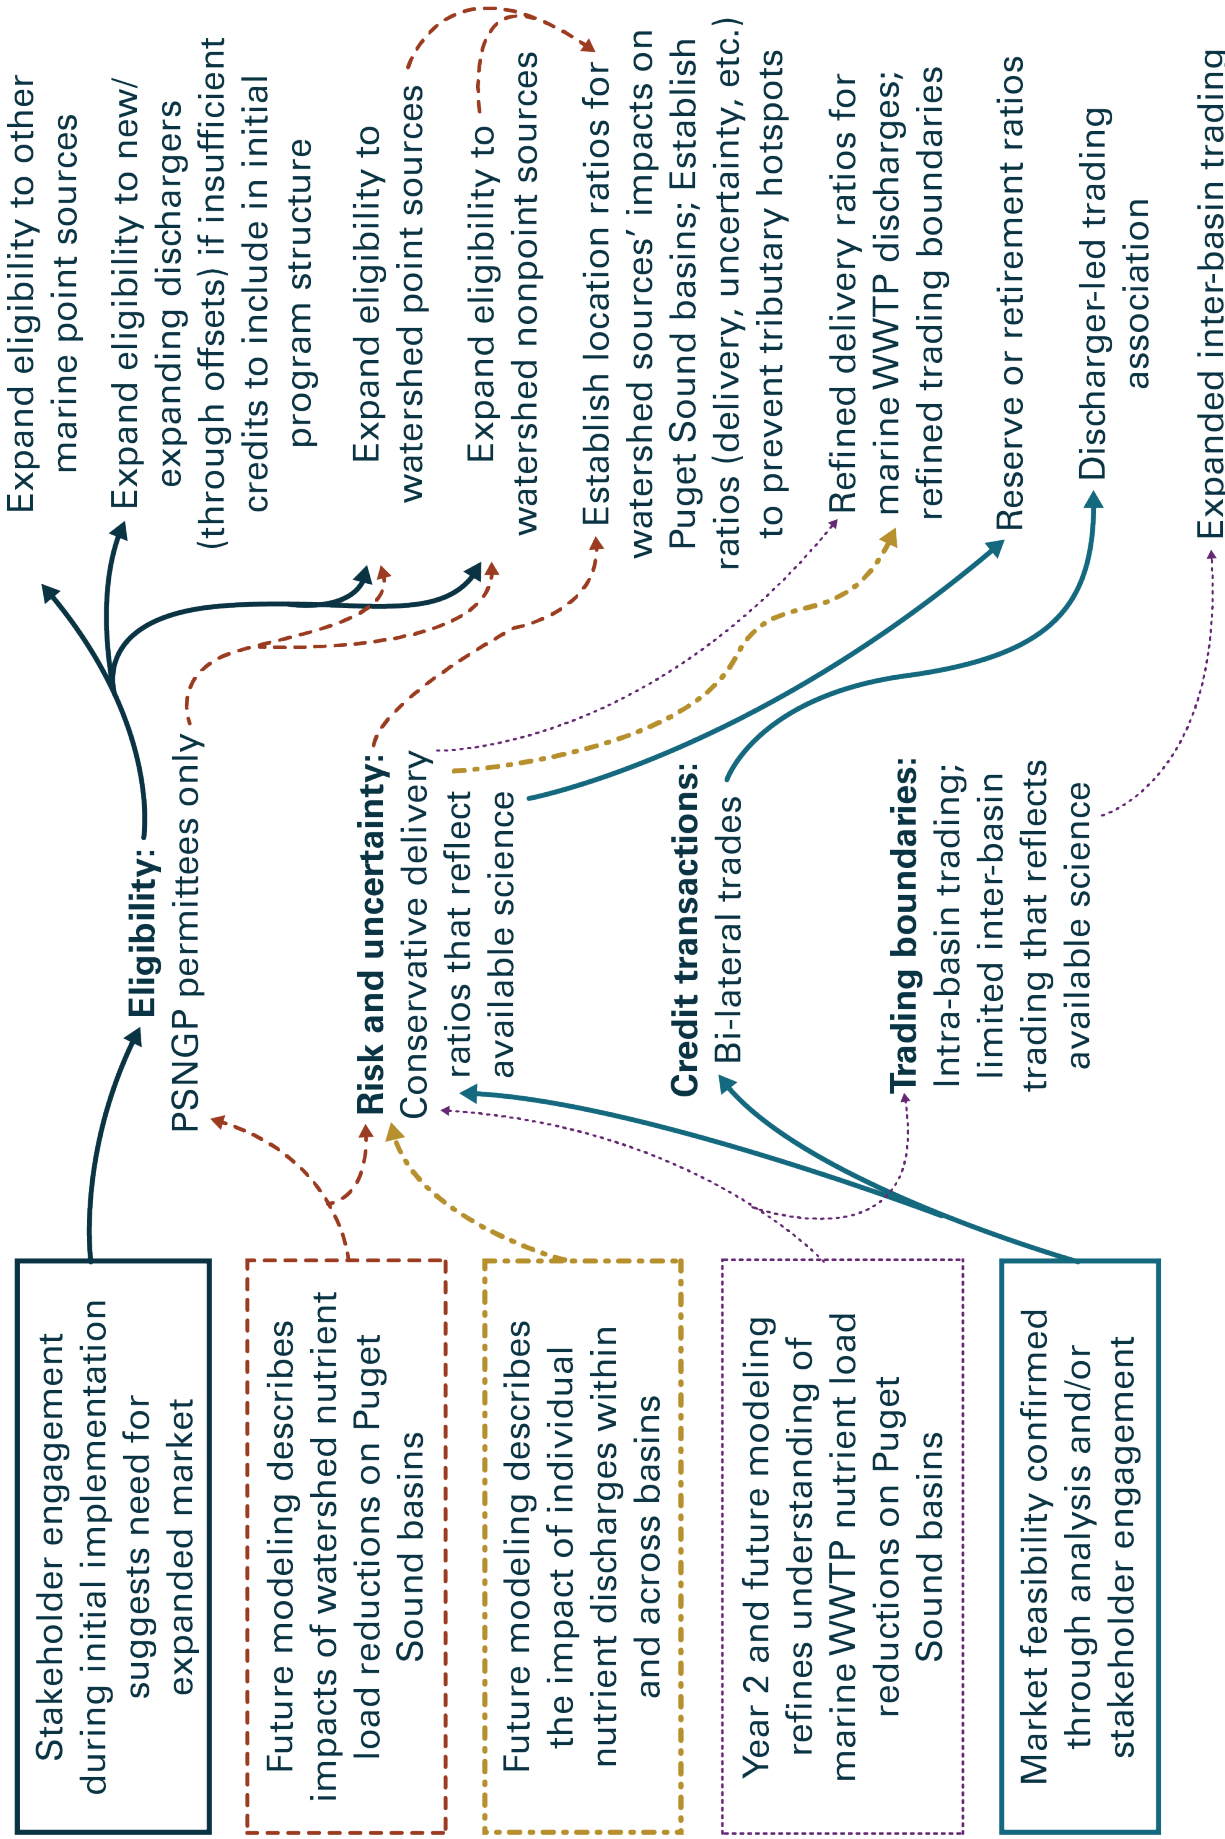 Stakeholder engagement
during initial implementation
suggests need for
expanded market
Future modeling describes
impacts of watershed nutrient
load reductions on Puget
Sound basins
Future modeling describes
the impact of individual
nutrient discharges within
and across basins
Year 2 and future modeling
refines understanding of
marine WWTP nutrient load
reductions on Puget
Sound basins
Market feasibility confirmed
through analysis and/or
stakeholder engagement
Eligibility:
PSNGP permittees only
Risk and uncertainty:
Conservative delivery
ratios that reflect
available science
Credit transactions:
Bi-lateral trades
Trading boundaries:
Intra-basin trading;
limited inter-basin
trading that reflects
available science
Expand eligibility to other
marine point sources
Expand eligibility to new/
expanding dischargers
(through offsets) if insufficient
credits to include in initial
program structure
Expand eligibility to
watershed point sources
Expand eligibility to
watershed nonpoint sources
Establish location ratios for
watershed sources’ impacts on
Puget Sound basins; Establish
ratios (delivery, uncertainty, etc.)
to prevent tributary hotspots
Refined delivery ratios for
marine WWTP discharges;
refined trading boundaries
Reserve or retirement ratios
Discharger-led trading
association
Expanded inter-basin trading